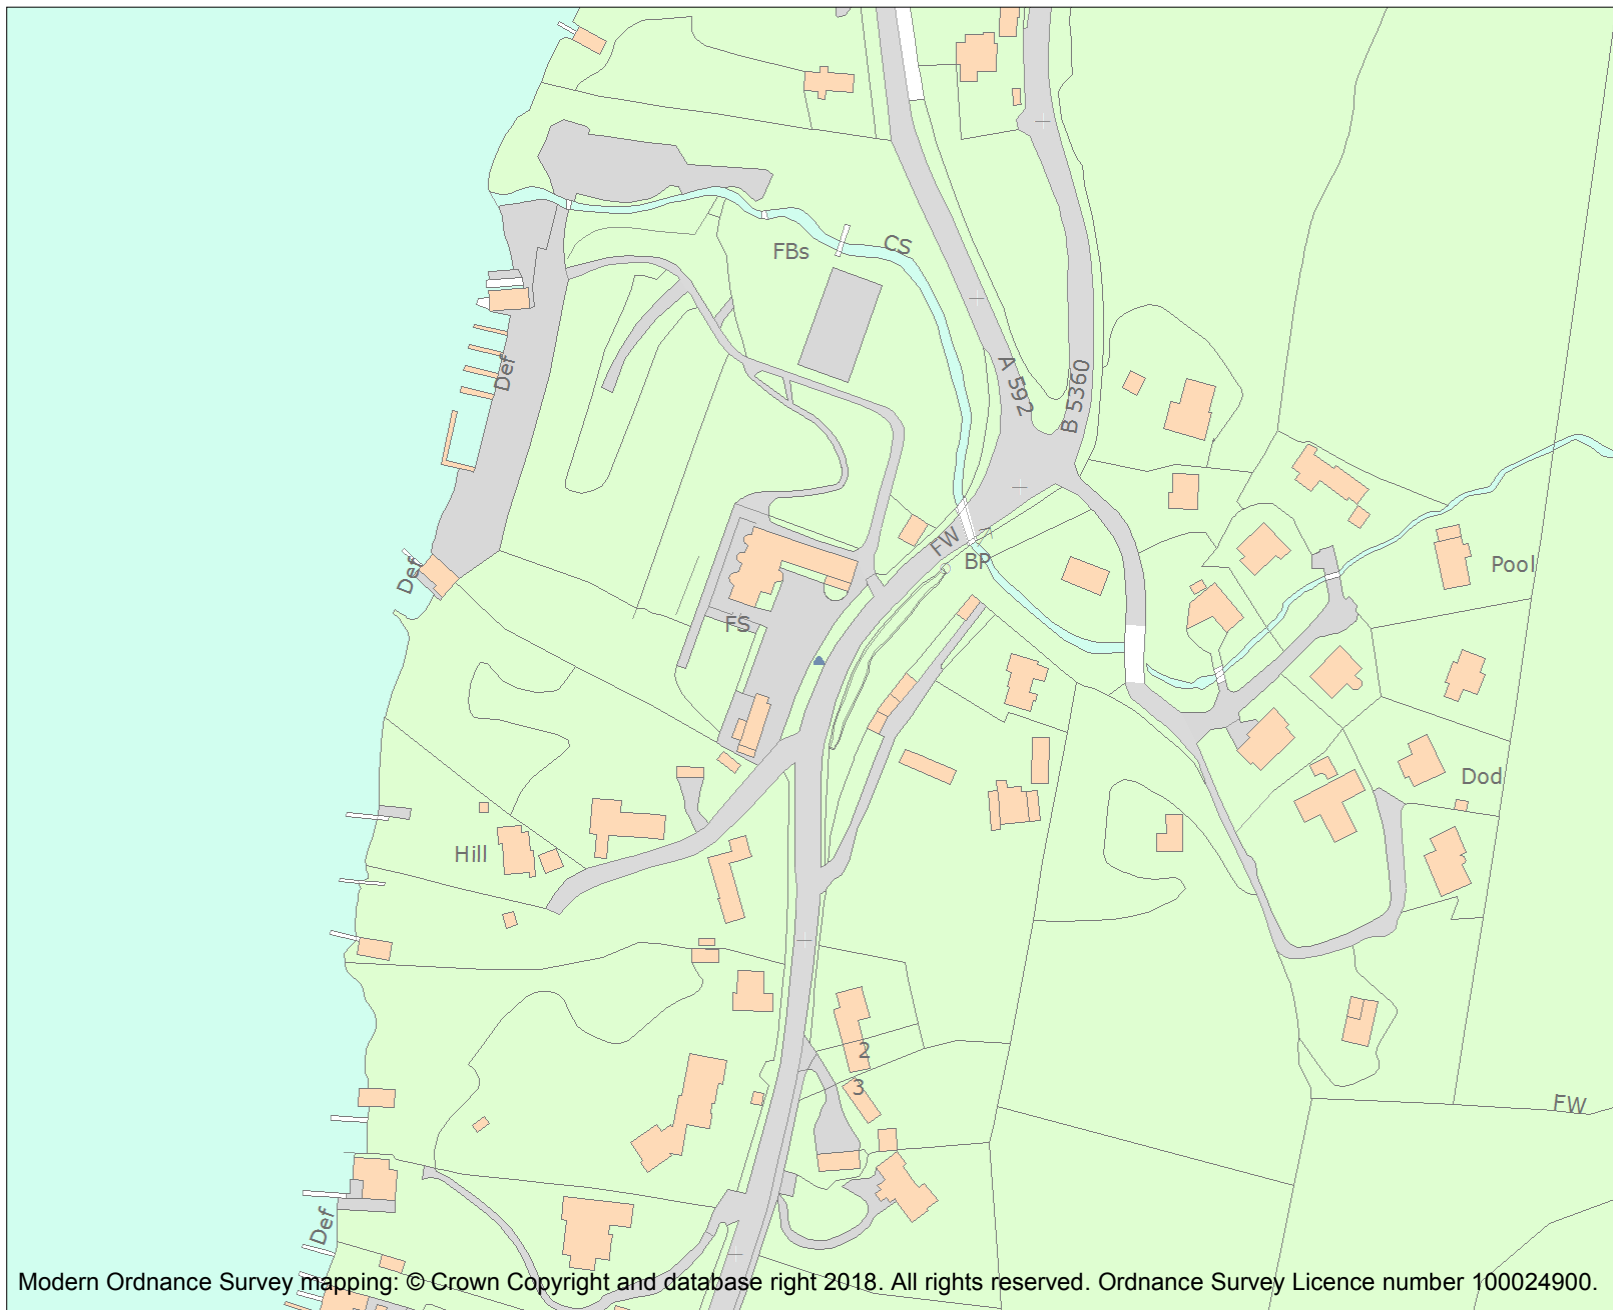 FBs
CS
Def
A 592
B 5360
FW
BP
Def
Pool
FS
Dod
Hill
2
3
FW
Def
Modern Ordnance Survey mapping: © Crown Copyright and database right 2018. All rights reserved. Ordnance Survey Licence number 100024900.